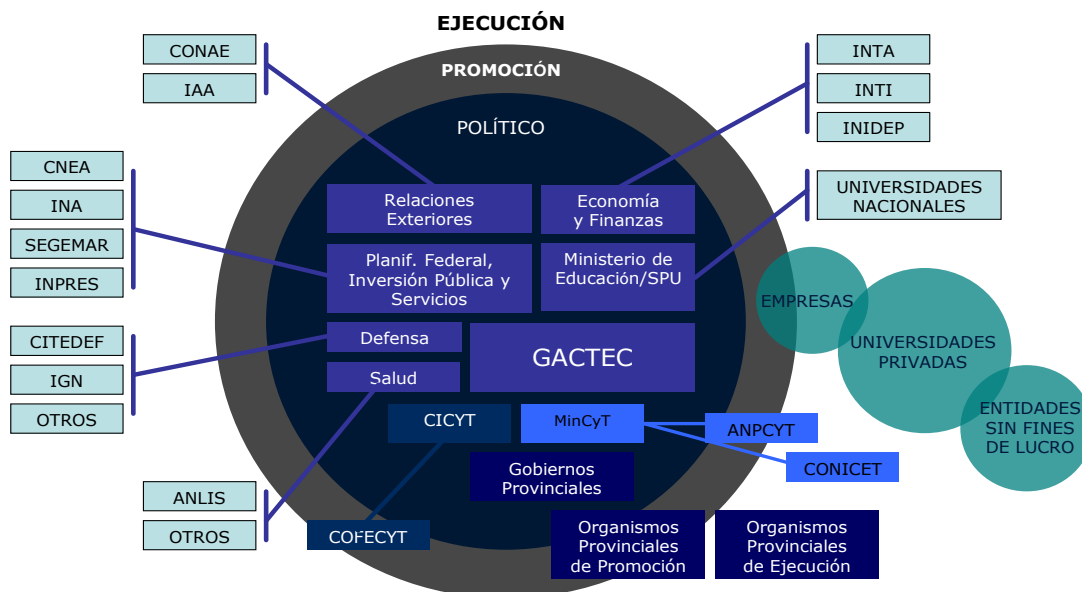 EJECUCIÓN
PROMOCIÓN
POLÍTICO
CONAE
IAA
CNEA
INA
SEGEMAR
INPRES
CITEDEF
IGN
OTROS
ANLIS
OTROS
INTA
INTI
INIDEP
UNIVERSIDADES
NACIONALES
Relaciones
Exteriores
Economía
y Finanzas
Planif. Federal,
Inversión Pública y
Servicios
Ministerio de
Educación/SPU
Defensa
Salud
GACTEC
CICYT
MinCyT
ANPCYT
CONICET
Gobiernos
Provinciales
COFECYT
Organismos
Provinciales
de Promoción
Organismos
Provinciales
de Ejecución
EMPRESAS
UNIVERSIDADES
PRIVADAS
ENTIDADES
SIN FINES
DE LUCRO